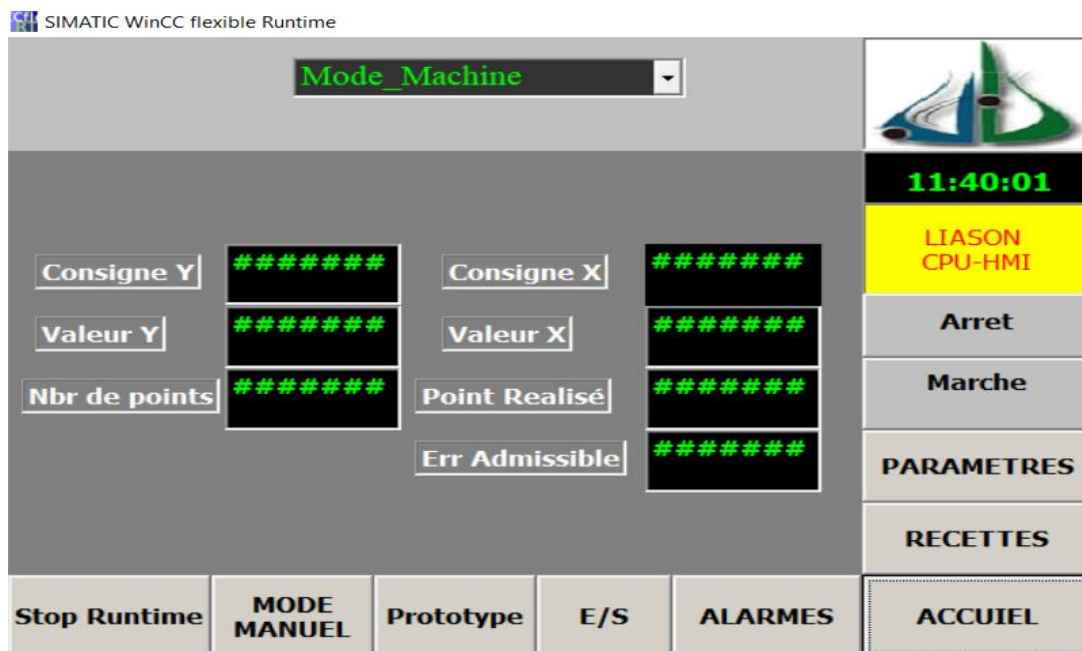 SIMATIC WinCC flexible Runtime
Mode_Machine
11:40:01
LIASON
CPU-HMI
Consigne Y
#######
Consigne X
#######
Arret
Valeur Y
#######
Valeur X
#######
Marche
Nbr de points
#######
Point Realisé
#######
Err Admissible
#######
PARAMETRES
RECETTES
Stop Runtime
MODE
MANUEL
Prototype
E/S
ALARMES
ACCUIEL